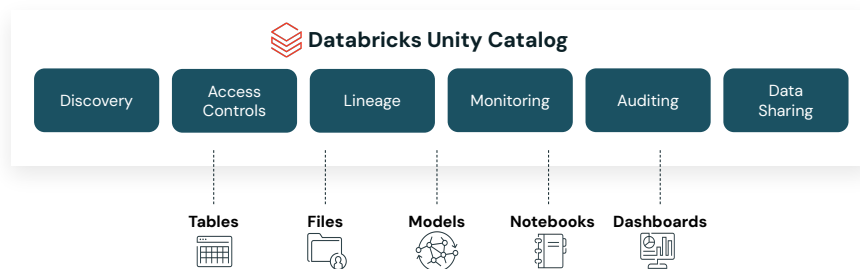 Databricks Unity Catalog
Discovery
Access
Controls
Lineage
Monitoring
Auditing
Data
Sharing
Tables
Files
Models
Notebooks
Dashboards